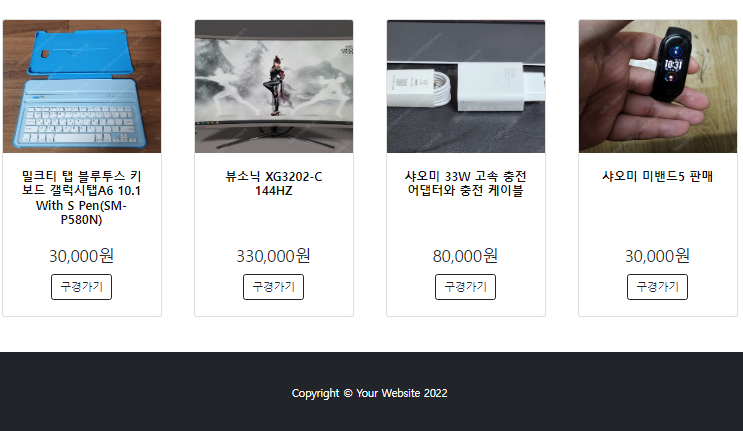 밀크티 탭 블루투스 키
보드 갤럭시탭A6 10.1
With S Pen(SM-
P580N)
30,000원
구경가기
뷰소닉 XG3202-C
144HZ
330,000원
구경가기
샤오미 33W 고속 충전
어댑터와 충전 케이블
80,000원
구경가기
10:31
샤오미 미밴드5 판매
30,000원
구경가기
Copyright © Your Website 2022